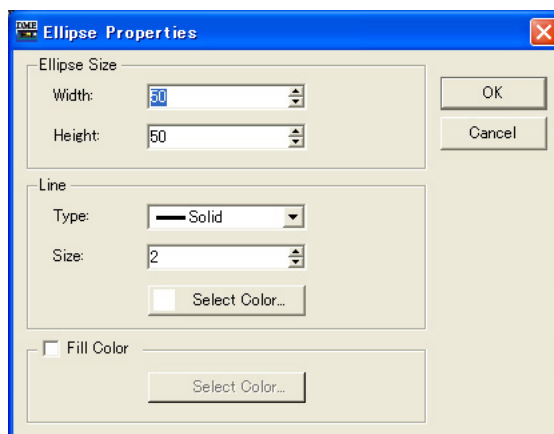 DME
Ellipse Properties
Ellipse Size
Width: 50
OK
Height: 50
Cancel
Line
Type: Solid
Size: 2
Select Color...
Fill Color
Select Color...